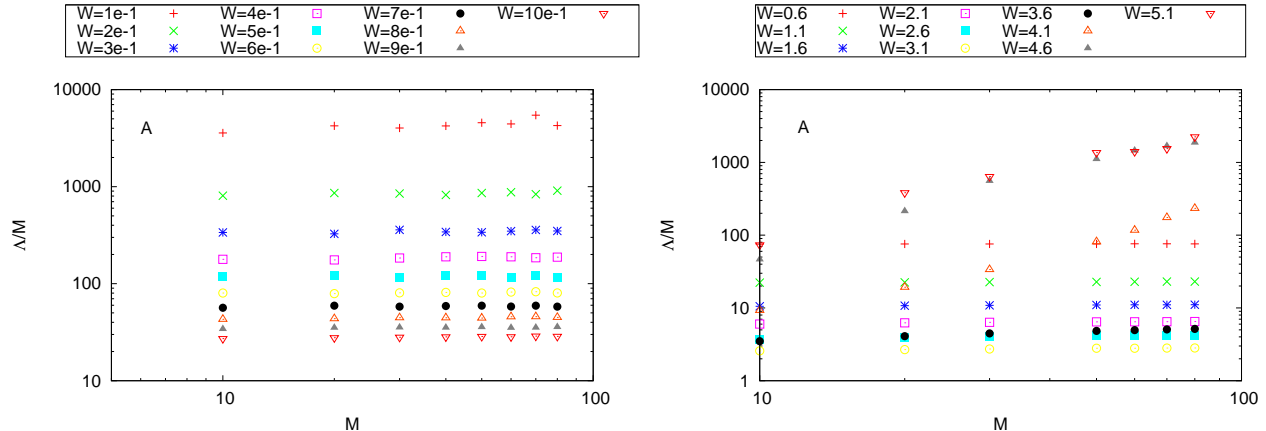 W=1e-1 W=4e-1 W=7e-1 W=10e-1
W=2e-1 W=5e-1 W=8e-1
W=3e-1 W=6e-1 W=9e-1
10000
1000
100
10
Λ/M
A
10 100
M
W=0.6 W=2.1 W=3.6 W=5.1
W=1.1 W=2.6 W=4.1
W=1.6 W=3.1 W=4.6
10000
1000
100
10
1
Λ/M
A
10 100
M